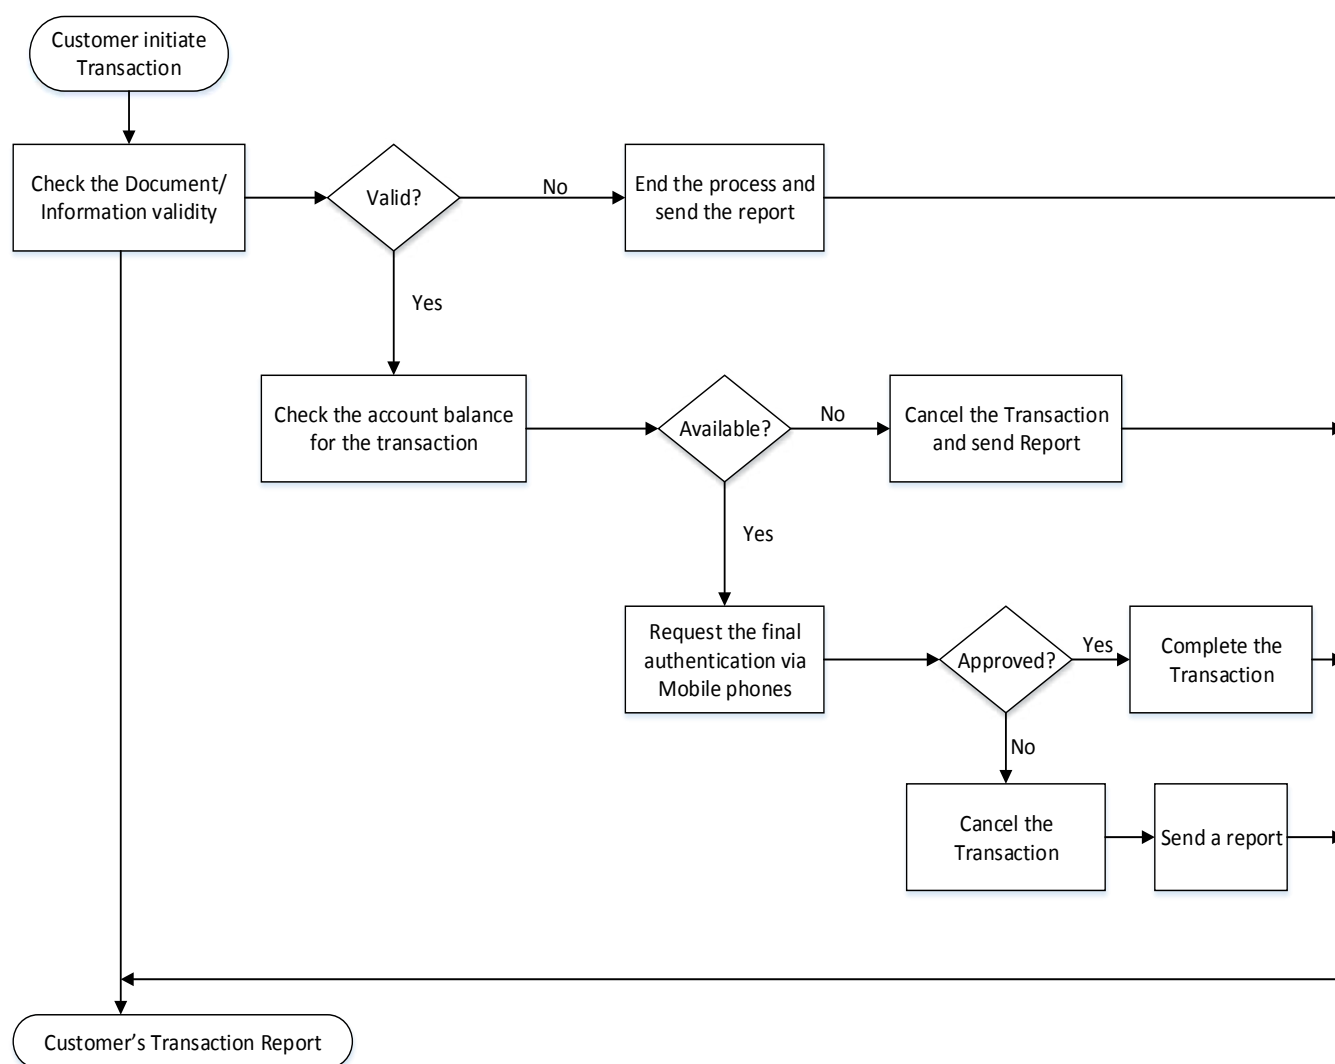 Customer initiate
Transaction
Check the Document/
Information validity
Valid?
No
End the process and
send the report
Yes
Check the account balance
for the transaction
Available?
No
Cancel the Transaction
and send Report
Yes
Request the final
authentication via
Mobile phones
Approved?
Yes
Complete the
Transaction
No
Cancel the
Transaction
Send a report
Customer’s Transaction Report